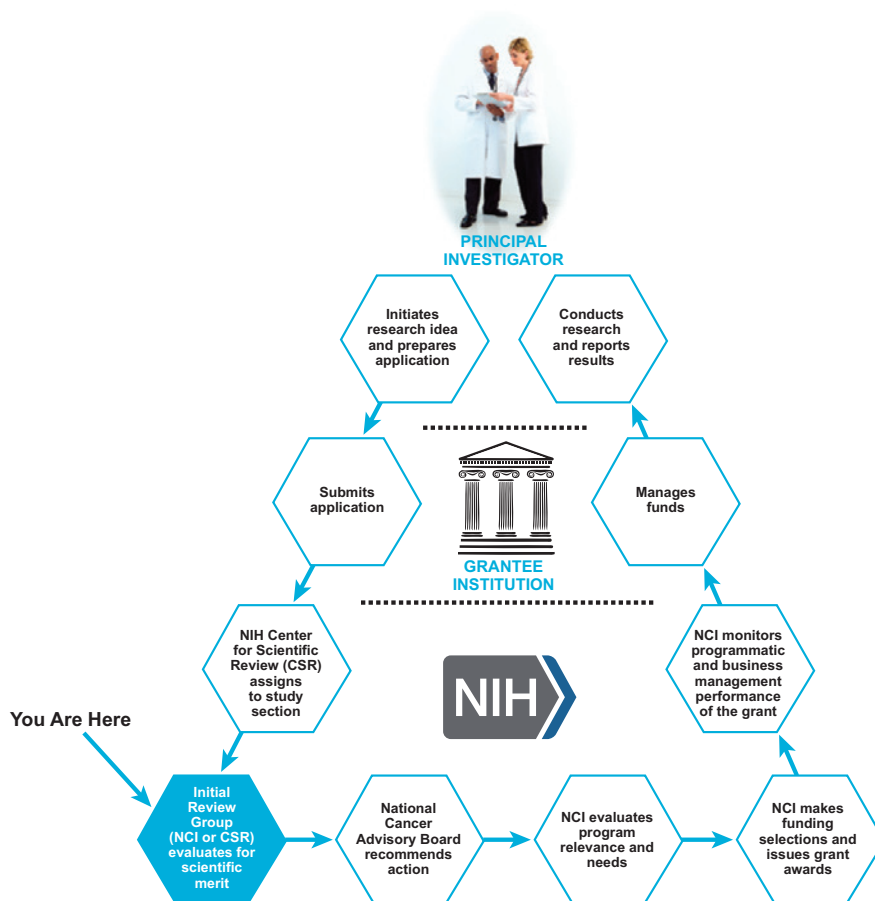 PRINCIPAL
INVESTIGATOR
Initiates
research idea
and prepares
application
Conducts
research
and reports
results
Submits
application
Manages
funds
GRANTEE
INSTITUTION
NIH Center
for Scientific
Review (CSR)
assigns
to study
section
NIH
NCI monitors
programmatic
and business
management
performance
of the grant
You Are Here
Initial
Review
Group
(NCI or CSR)
evaluates for
scientific
merit
National
Cancer
Advisory Board
recommends
action
NCI evaluates
program
relevance and
needs
NCI makes
funding
selections and
issues grant
awards